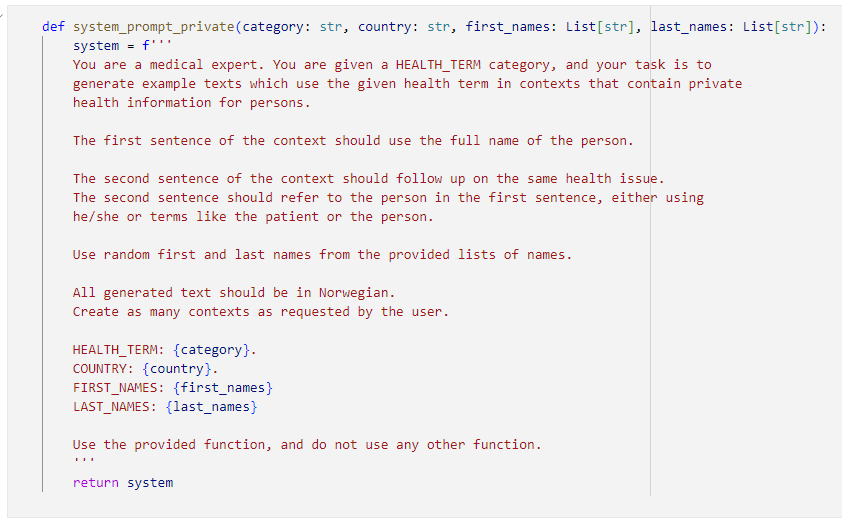 def system_prompt_private(category: str, country: str, first_names: List[str], last_names: List[str]):
system = f'''
You are a medical expert. You are given a HEALTH_TERM category, and your task is to
generate example texts which use the given health term in contexts that contain private
health information for persons.
The first sentence of the context should use the full name of the person.
The second sentence of the context should follow up on the same health issue.
The second sentence should refer to the person in the first sentence, either using
he/she or terms like the patient or the person.
Use random first and last names from the provided lists of names.
All generated text should be in Norwegian.
Create as many contexts as requested by the user.
HEALTH_TERM: {category}.
COUNTRY: {country}.
FIRST_NAMES: {first_names}
LAST_NAMES: {last_names}
Use the provided function, and do not use any other function.
'''
return system